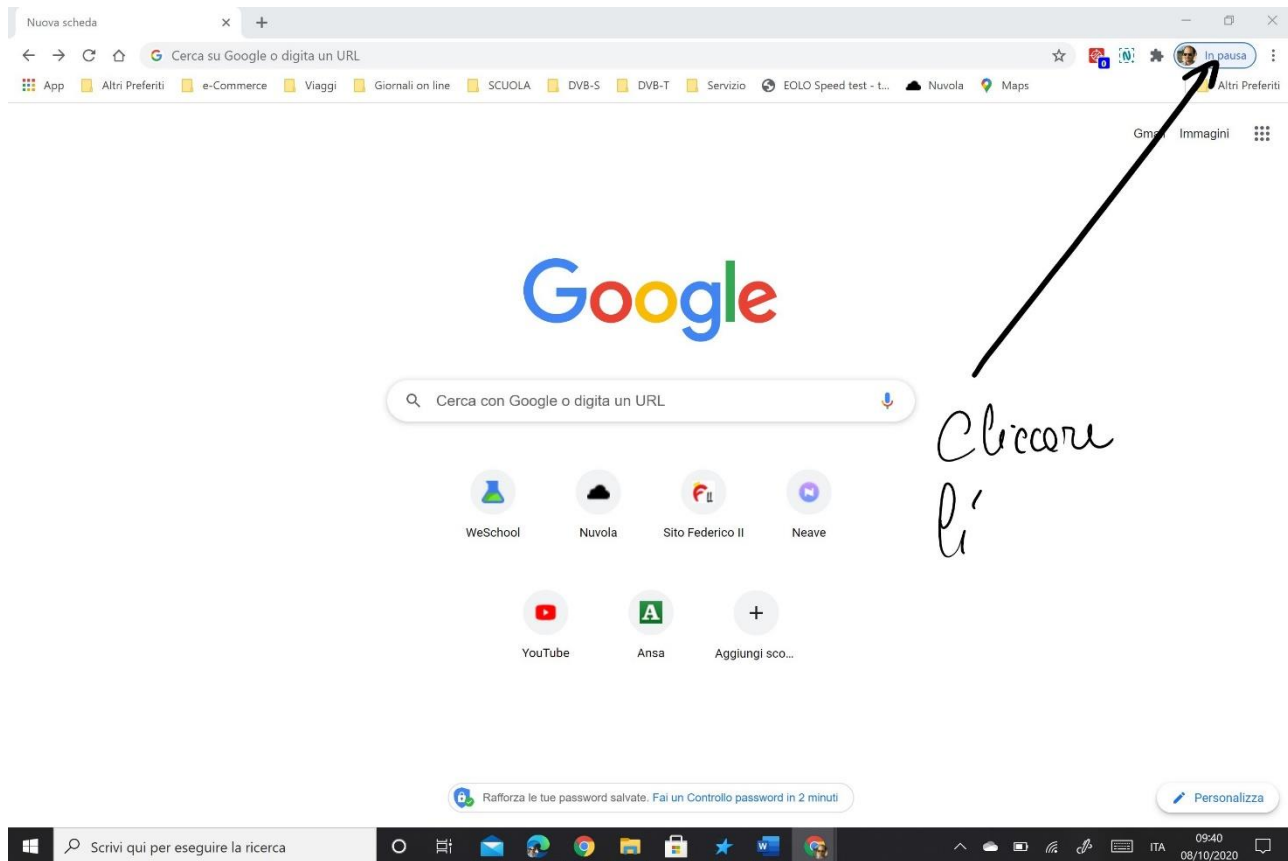 Nuova scheda
Cerca su Google o digita un URL
In pausa
App Altri Preferiti e-Commerce Viaggi Giornali on line SCUOLA DVB-S DVB-T Servizio EOLO Speed test - t... Nuvola Maps Altri Preferiti
Immagini
Google
Cerca con Google o digita un URL
Cliccare
lí
WeSchool Nuvola Sito Federico II Neave
YouTube Ansa Aggiungi sco...
Rafforza le tue password salvate. Fai un Controllo password in 2 minuti
Personalizza
Scrivi qui per eseguire la ricerca
ITA
09:40
08/10/2020